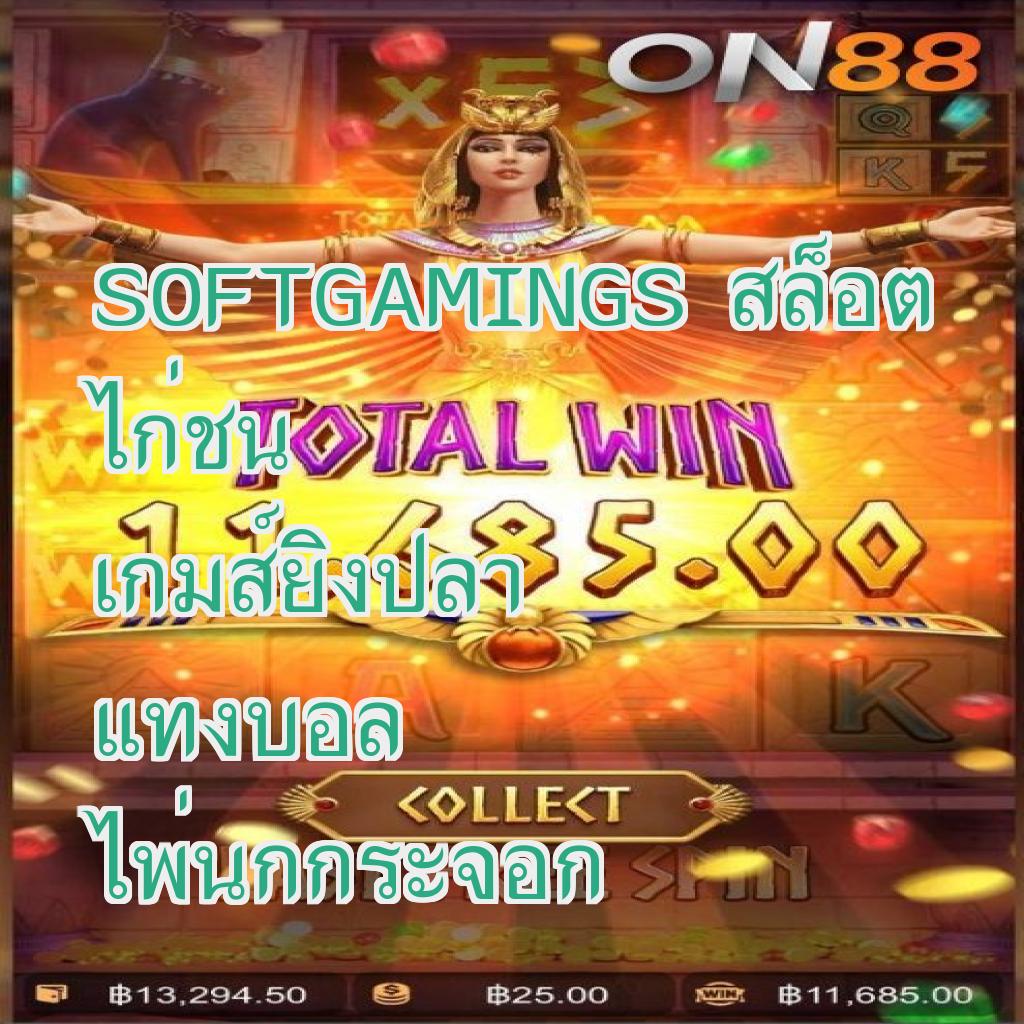 ON88
x53
Q
K 5
SOFTGAMINGS สล็อต
ไก่ชน
TOTAL WIN
11,685.00
เกมส์ยิงปลา
แทงบอล
A K
COLLECT
ไพ่นกกระจอก
SPIN
฿13,294.50 ฿25.00 WIN ฿11,685.00